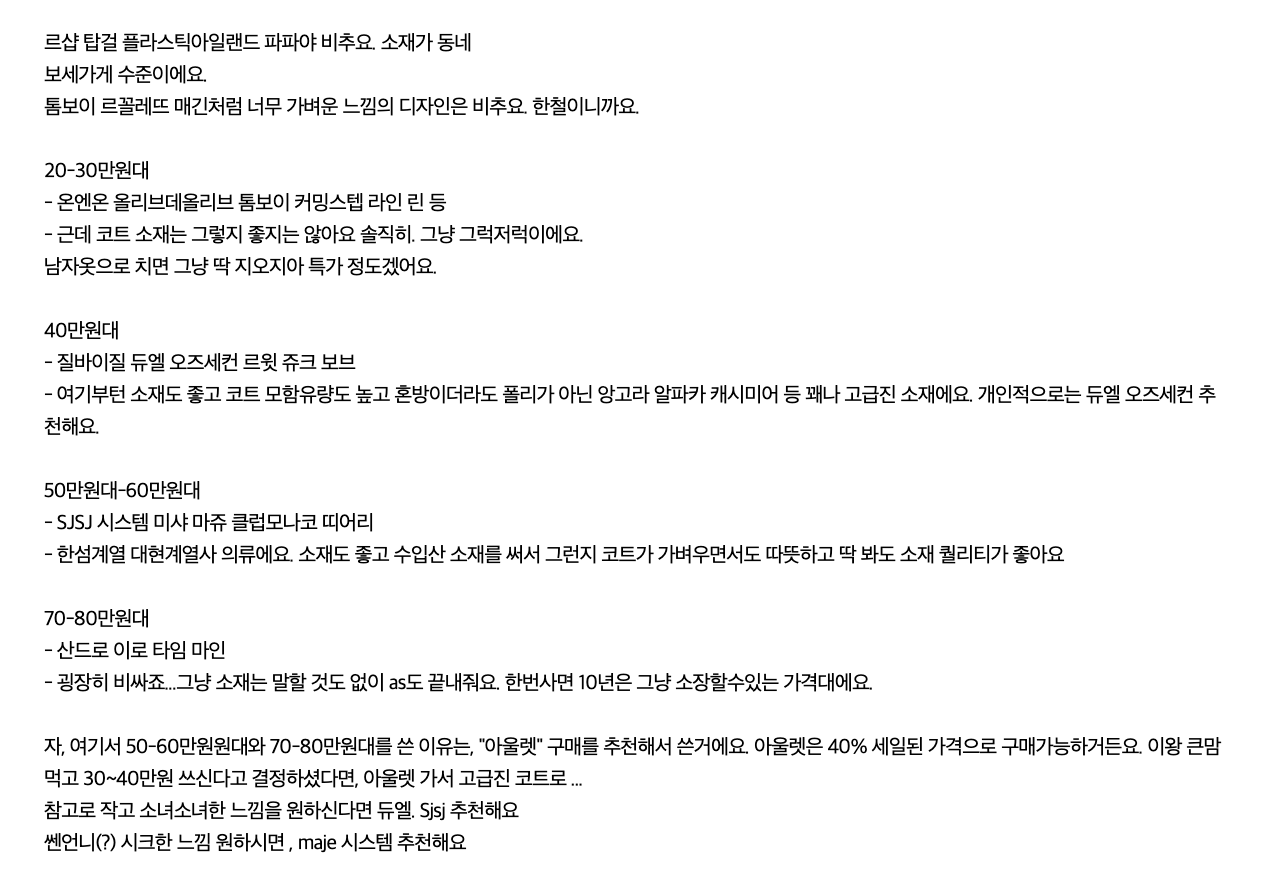 르샵 탑걸 플라스틱아일랜드 파파야 비추요. 소재가 동네
보세가게 수준이에요.
톰보이 르꼴레뜨 매긴처럼 너무 가벼운 느낌의 디자인은 비추요. 한철이니까요.
20-30만원대
- 온엔온 올리브데올리브 톰보이 커밍스텝 라인 린 등
- 근데 코트 소재는 그렇지 좋지는 않아요 솔직히. 그냥 그럭저럭이에요.
남자옷으로 치면 그냥 딱 지오지아 특가 정도겠어요.
40만원대
- 질바이질 듀엘 오즈세컨 르윗 쥬크 보브
- 여기부턴 소재도 좋고 코트 모함유량도 높고 혼방이더라도 폴리가 아닌 앙고라 알파카 캐시미어 등 꽤나 고급진 소재에요. 개인적으로는 듀엘 오즈세컨 추
천해요.
50만원대-60만원대
- SJSJ 시스템 미샤 마쥬 클럽모나코 띠어리
- 한섬계열 대현계열사 의류에요. 소재도 좋고 수입산 소재를 써서 그런지 코트가 가벼우면서도 따뜻하고 딱 봐도 소재 퀄리티가 좋아요
70-80만원대
- 산드로 이로 타임 마인
- 굉장히 비싸죠...그냥 소재는 말할 것도 없이 as도 끝내줘요. 한번사면 10년은 그냥 소장할수있는 가격대에요.
자, 여기서 50-60만원원대와 70-80만원대를 쓴 이유는, "아울렛" 구매를 추천해서 쓴거에요. 아울렛은 40% 세일된 가격으로 구매가능하거든요. 이왕 큰맘
먹고 30~40만원 쓰신다고 결정하셨다면, 아울렛 가서 고급진 코트로 ...
참고로 작고 소녀소녀한 느낌을 원하신다면 듀엘. Sjsj 추천해요
쎈언니(?) 시크한 느낌 원하시면 , maje 시스템 추천해요